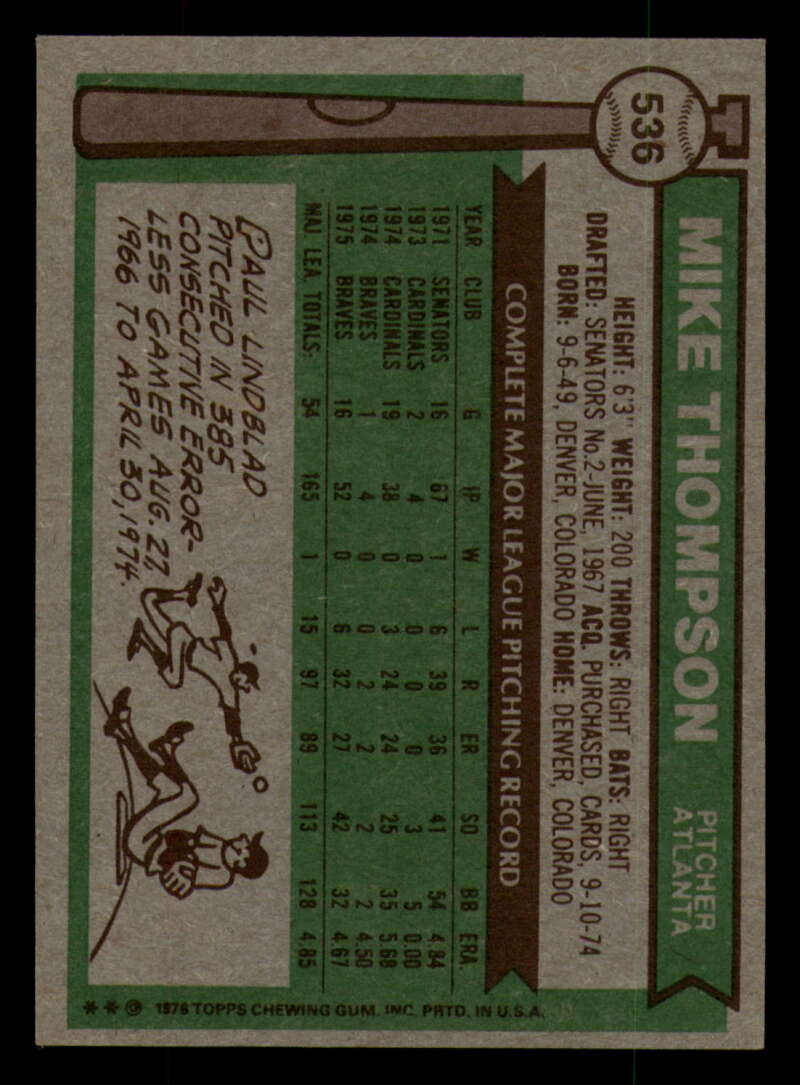 536
MIKE THOMPSON
PITCHER
ATLANTA
HEIGHT: 6'3" WEIGHT: 200 THROWS: RIGHT BATS: RIGHT
DRAFTED: SENATORS No.2-JUNE, 1967 ACQ. PURCHASED, CARDS, 9-10-74
BORN: 9-6-49, DENVER, COLORADO HOME: DENVER, COLORADO
COMPLETE MAJOR LEAGUE PITCHING RECORD
YEAR CLUB G IP W L R ER SO BB ERA.
1971 SENATORS 16 67 1 6 39 36 41 54 4.84
1973 CARDINALS 2 4 0 0 0 0 3 5 0.00
1974 CARDINALS 19 38 0 3 24 24 25 35 5.68
1974 BRAVES 1 4 0 0 2 2 2 2 4.50
1975 BRAVES 16 52 0 6 32 27 42 32 4.67
MAJ. LEA. TOTALS: 54 165 1 15 97 89 113 128 4.85
PAUL LINDBLAD
PITCHED IN 385
CONSECUTIVE ERROR-
LESS GAMES AUG. 27,
1966 TO APRIL 30, 1974.
N
** © 1976 TOPPS CHEWING GUM, INC. PRTD. IN U.S.A.